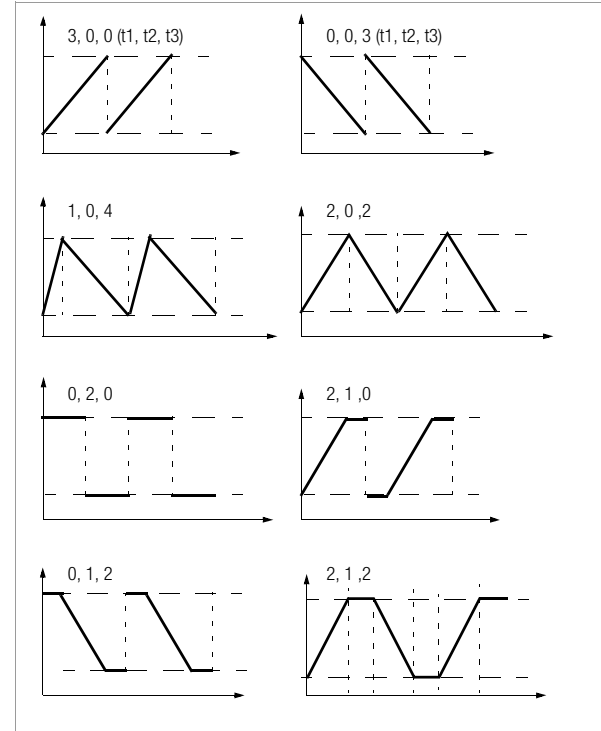 3, 0, 0 (t1, t2, t3)
0, 0, 3 (t1, t2, t3)
1, 0, 4
2, 0, 2
0, 2, 0
2, 1 ,0
0, 1, 2
2, 1 ,2